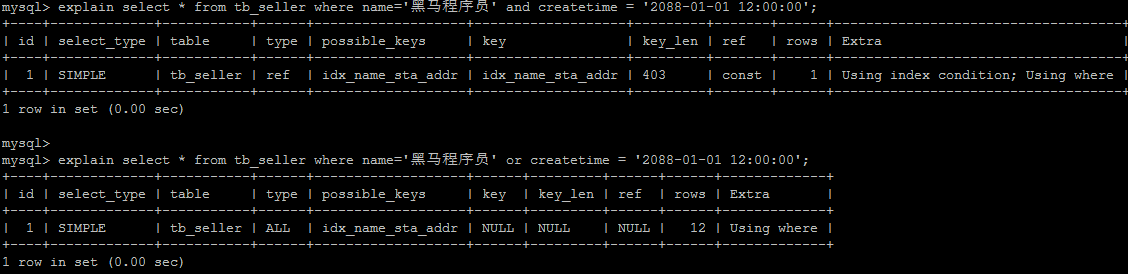 mysql> explain select * from tb_seller where name='黑马程序员' and createtime = '2088-01-01 12:00:00';
+----+-------------+-----------+------+-------------------+-------------------+---------+-------+------+------------------------------------+
| id | select_type | table     | type | possible_keys     | key               | key_len | ref   | rows | Extra                              |
+----+-------------+-----------+------+-------------------+-------------------+---------+-------+------+------------------------------------+
|  1 | SIMPLE      | tb_seller | ref  | idx_name_sta_addr | idx_name_sta_addr | 403     | const |    1 | Using index condition; Using where |
+----+-------------+-----------+------+-------------------+-------------------+---------+-------+------+------------------------------------+
1 row in set (0.00 sec)
mysql>
mysql> explain select * from tb_seller where name='黑马程序员' or createtime = '2088-01-01 12:00:00';
+----+-------------+-----------+------+-------------------+------+---------+------+------+-------------+
| id | select_type | table     | type | possible_keys     | key  | key_len | ref  | rows | Extra       |
+----+-------------+-----------+------+-------------------+------+---------+------+------+-------------+
|  1 | SIMPLE      | tb_seller | ALL  | idx_name_sta_addr | NULL | NULL    | NULL |   12 | Using where |
+----+-------------+-----------+------+-------------------+------+---------+------+------+-------------+
1 row in set (0.00 sec)